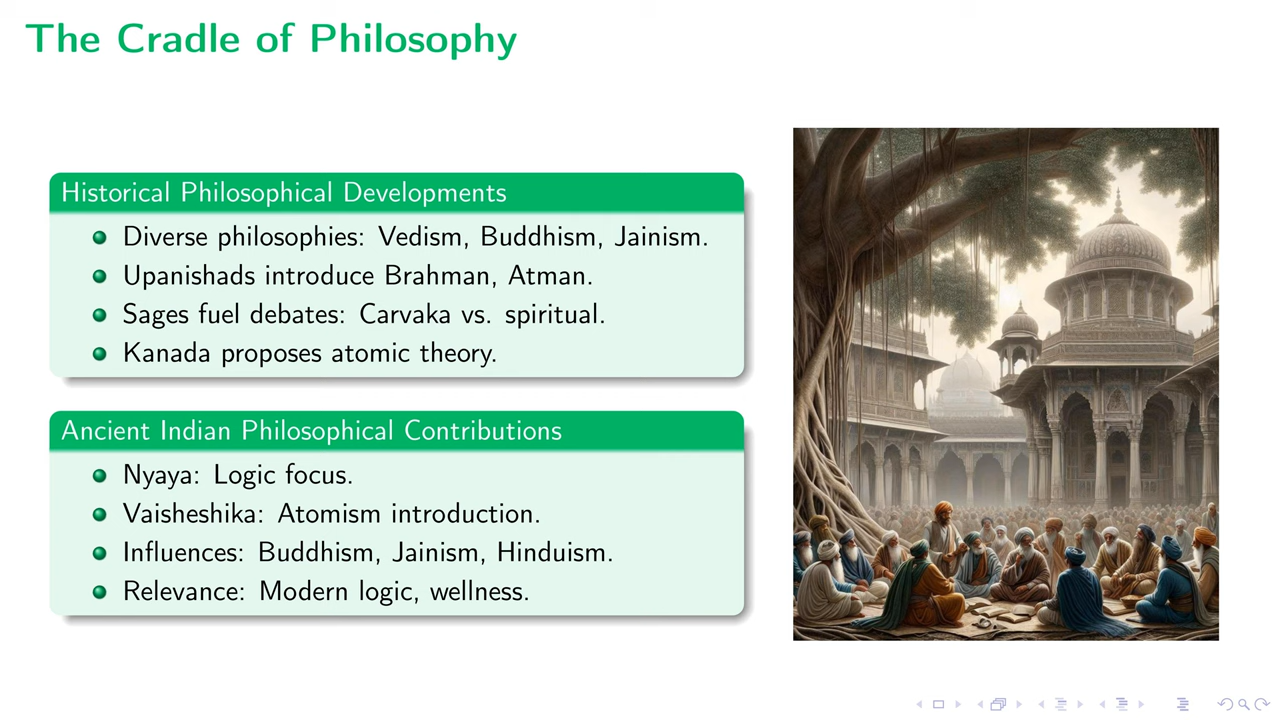 The Cradle of Philosophy
Historical Philosophical Developments
Diverse philosophies: Vedism, Buddhism, Jainism.
Upanishads introduce Brahman, Atman.
Sages fuel debates: Carvaka vs. spiritual.
Kanada proposes atomic theory.
Ancient Indian Philosophical Contributions
Nyaya: Logic focus.
Vaisheshika: Atomism introduction.
Influences: Buddhism, Jainism, Hinduism.
Relevance: Modern logic, wellness.